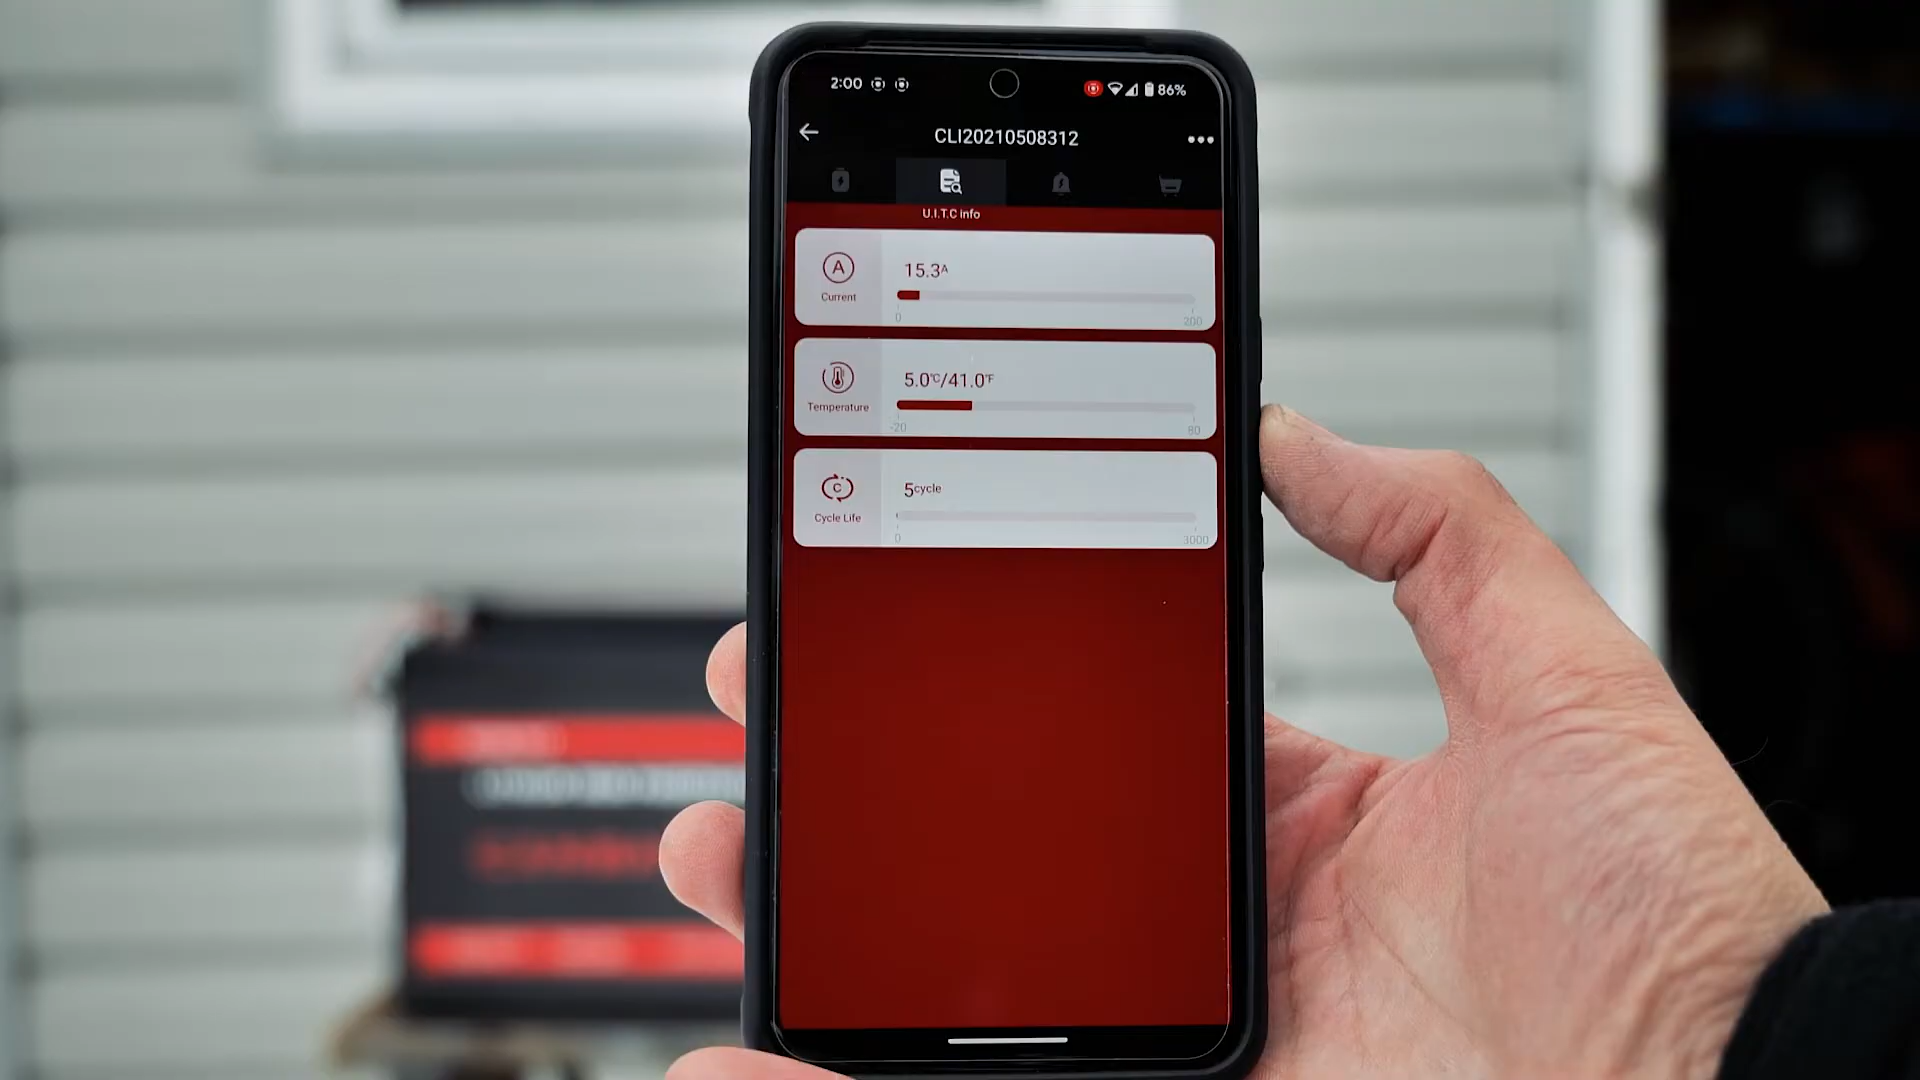 2:00 86%
CLI20210508312
U.I.T.C info
15.3A
Current
0 200
5.0℃/41.0℉
Temperature
-20 80
5cycle
Cycle Life
0 3000